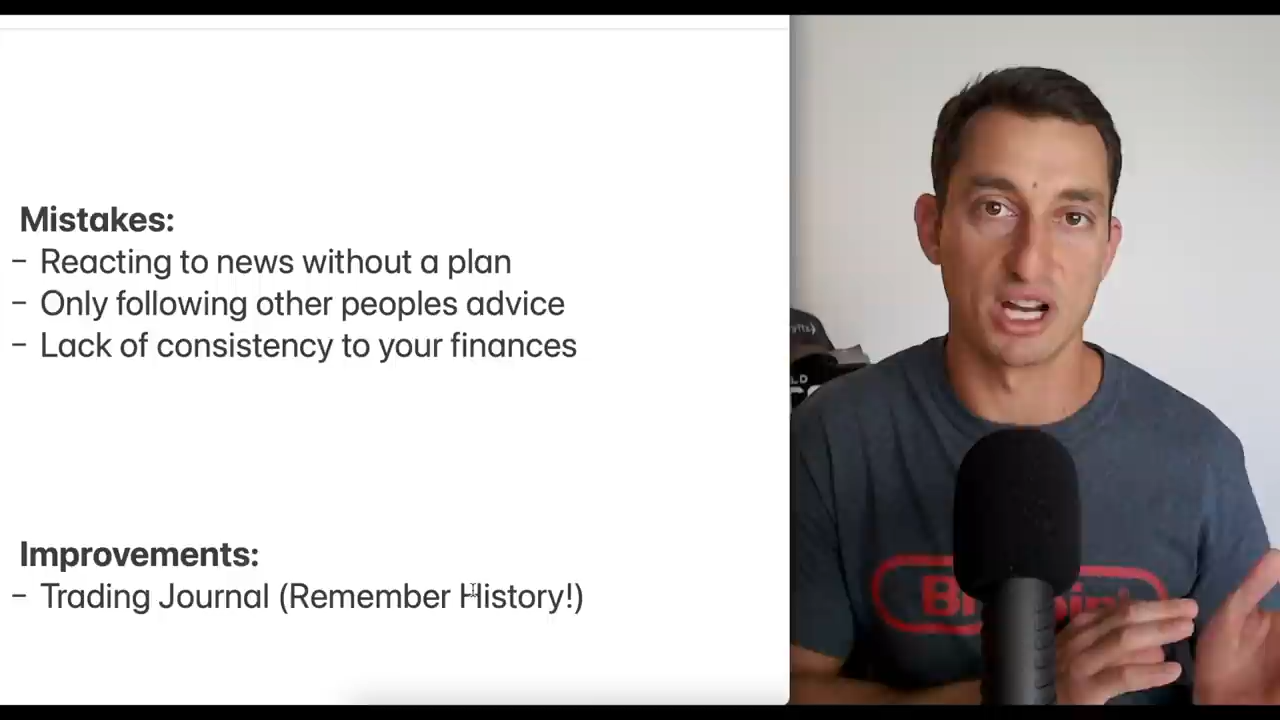 Mistakes:
- Reacting to news without a plan
- Only following other peoples advice
- Lack of consistency to your finances
Improvements:
- Trading Journal (Remember History!)